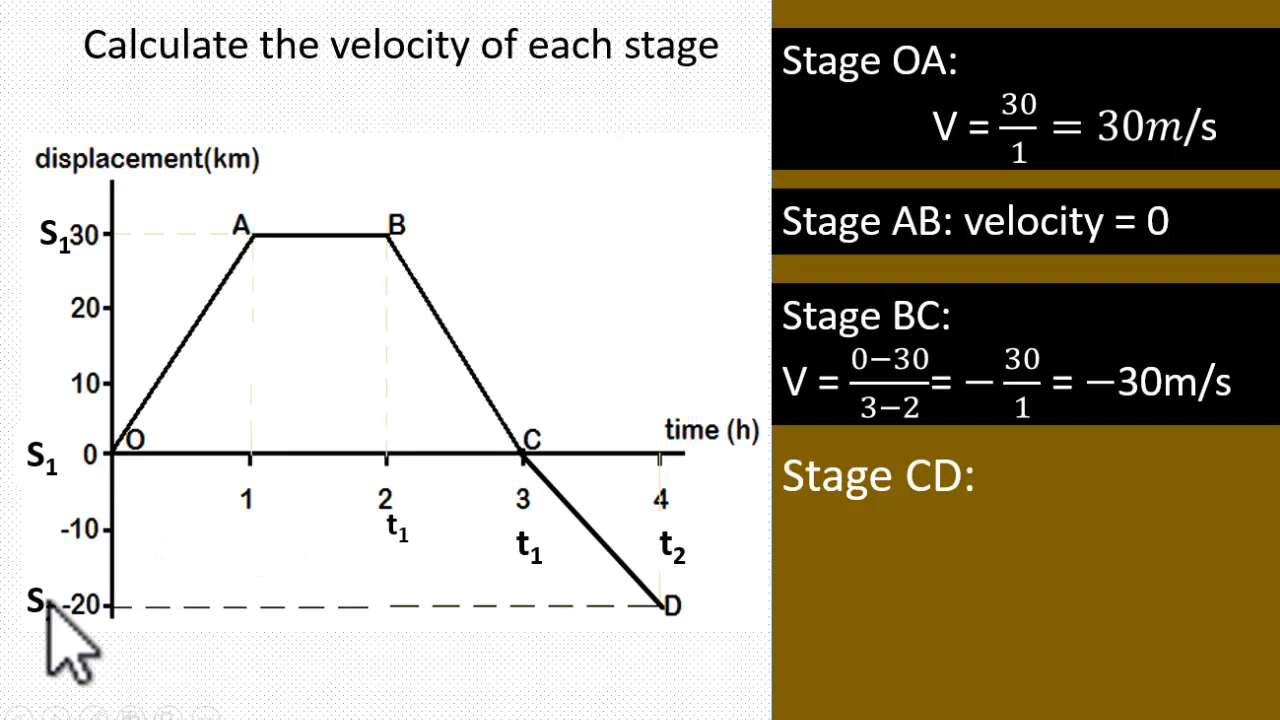 Calculate the velocity of each stage
displacement(km)
S₁30
A
B
20
10
O
C
time (h)
S₁ 0
1
2
3
4
t₁
t₁
t₂
-10
S -20
D
Stage OA:
V = 30/1 = 30m/s
Stage AB: velocity = 0
Stage BC:
V = 0−30/3−2 = −30/1 = −30m/s
Stage CD: